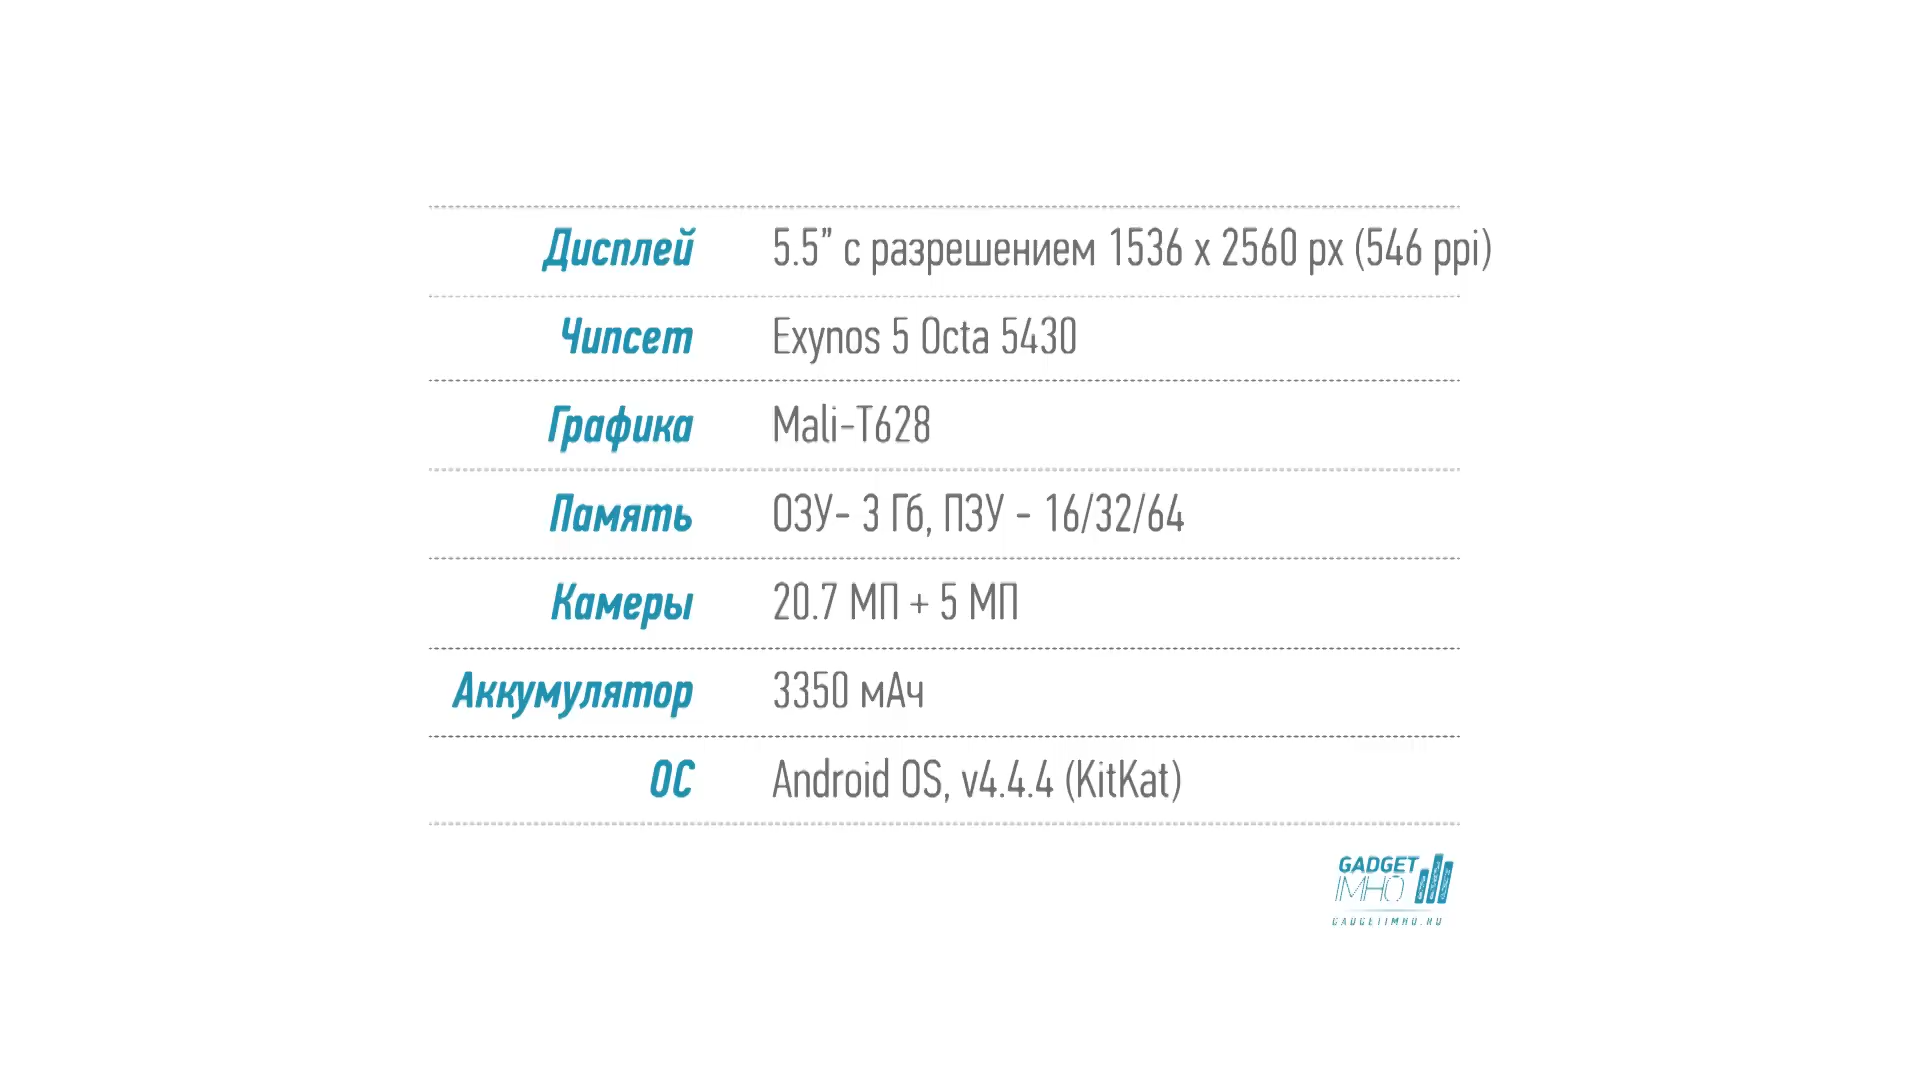 Дисплей 5.5” с разрешением 1536 x 2560 px (546 ppi)
Чипсет Exynos 5 Octa 5430
Графика Mali-T628
Память ОЗУ- 3 Гб, ПЗУ - 16/32/64
Камеры 20.7 МП + 5 МП
Аккумулятор 3350 мАч
ОС Android OS, v4.4.4 (KitKat)
GADGET
IMHO
GADGETIMHO.RU